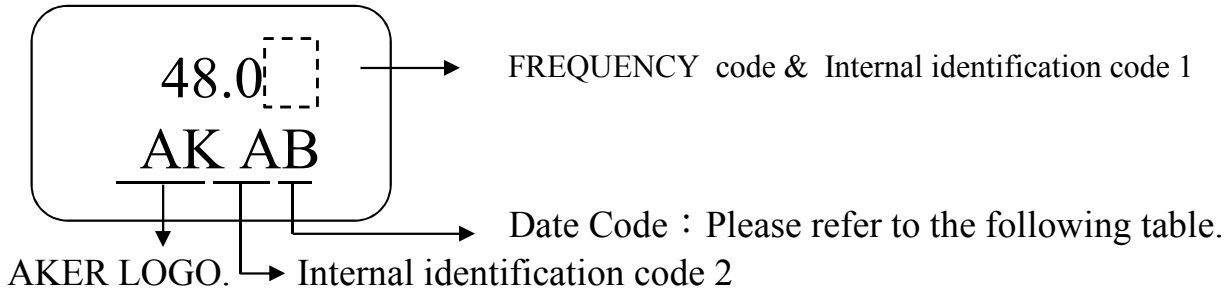 48.0
FREQUENCY code & Internal identification code 1
AK AB
Date Code：Please refer to the following table.
AKER LOGO.
Internal identification code 2